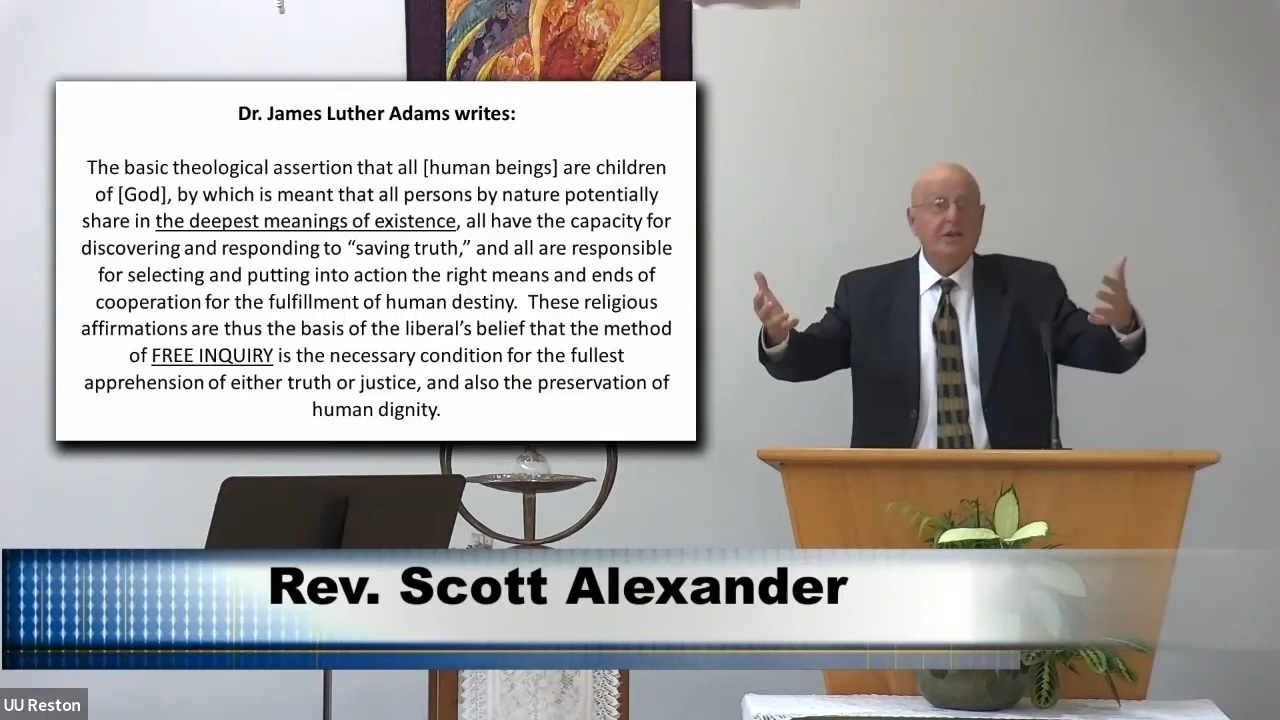 Dr. James Luther Adams writes:
The basic theological assertion that all [human beings] are children
of [God], by which is meant that all persons by nature potentially
share in the deepest meanings of existence, all have the capacity for
discovering and responding to “saving truth,” and all are responsible
for selecting and putting into action the right means and ends of
cooperation for the fulfillment of human destiny.  These religious
affirmations are thus the basis of the liberal’s belief that the method
of FREE INQUIRY is the necessary condition for the fullest
apprehension of either truth or justice, and also the preservation of
human dignity.
Rev. Scott Alexander
UU Reston